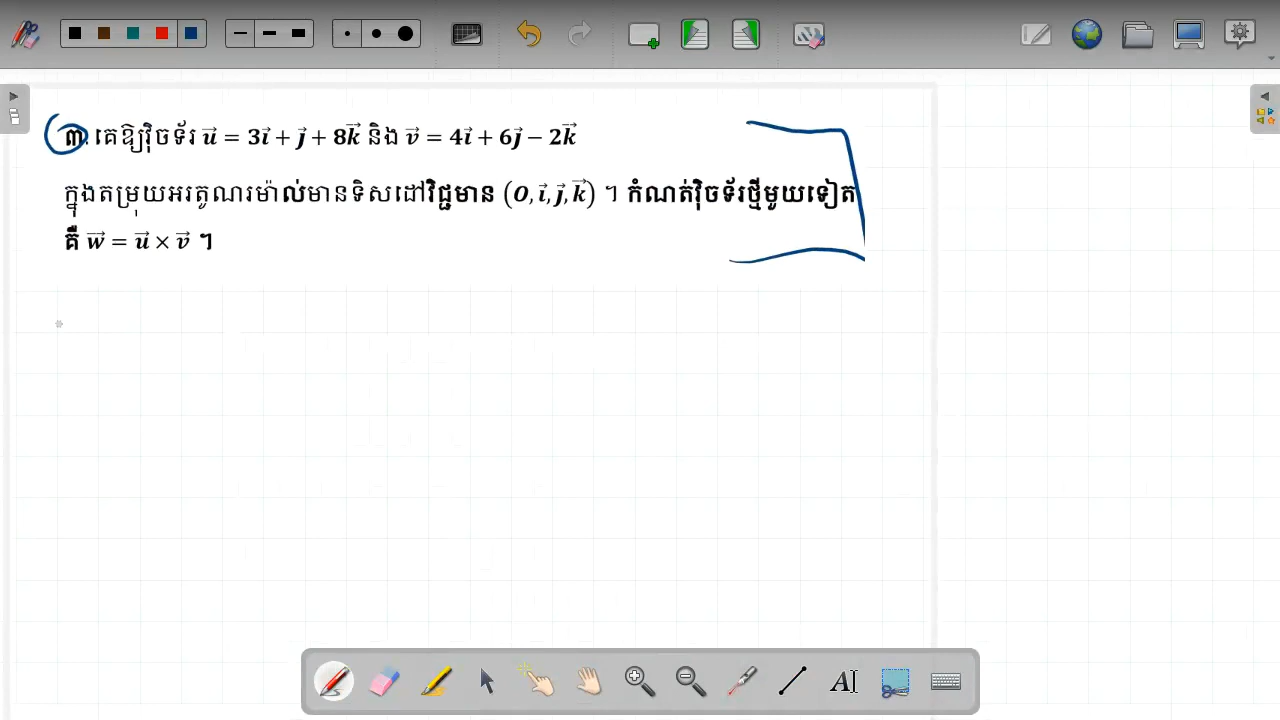 ៣. គេឱ្យវ៉ិចទ័រ u⃗ = 3i⃗ + j⃗ + 8k⃗ និង v⃗ = 4i⃗ + 6j⃗ − 2k⃗
ក្នុងតម្រុយអរតូណរម៉ាល់មានទិសដៅវិជ្ជមាន (O, i⃗, j⃗, k⃗) ។ កំណត់វ៉ិចទ័រថ្មីមួយទៀត
គឺ w⃗ = u⃗ × v⃗ ។